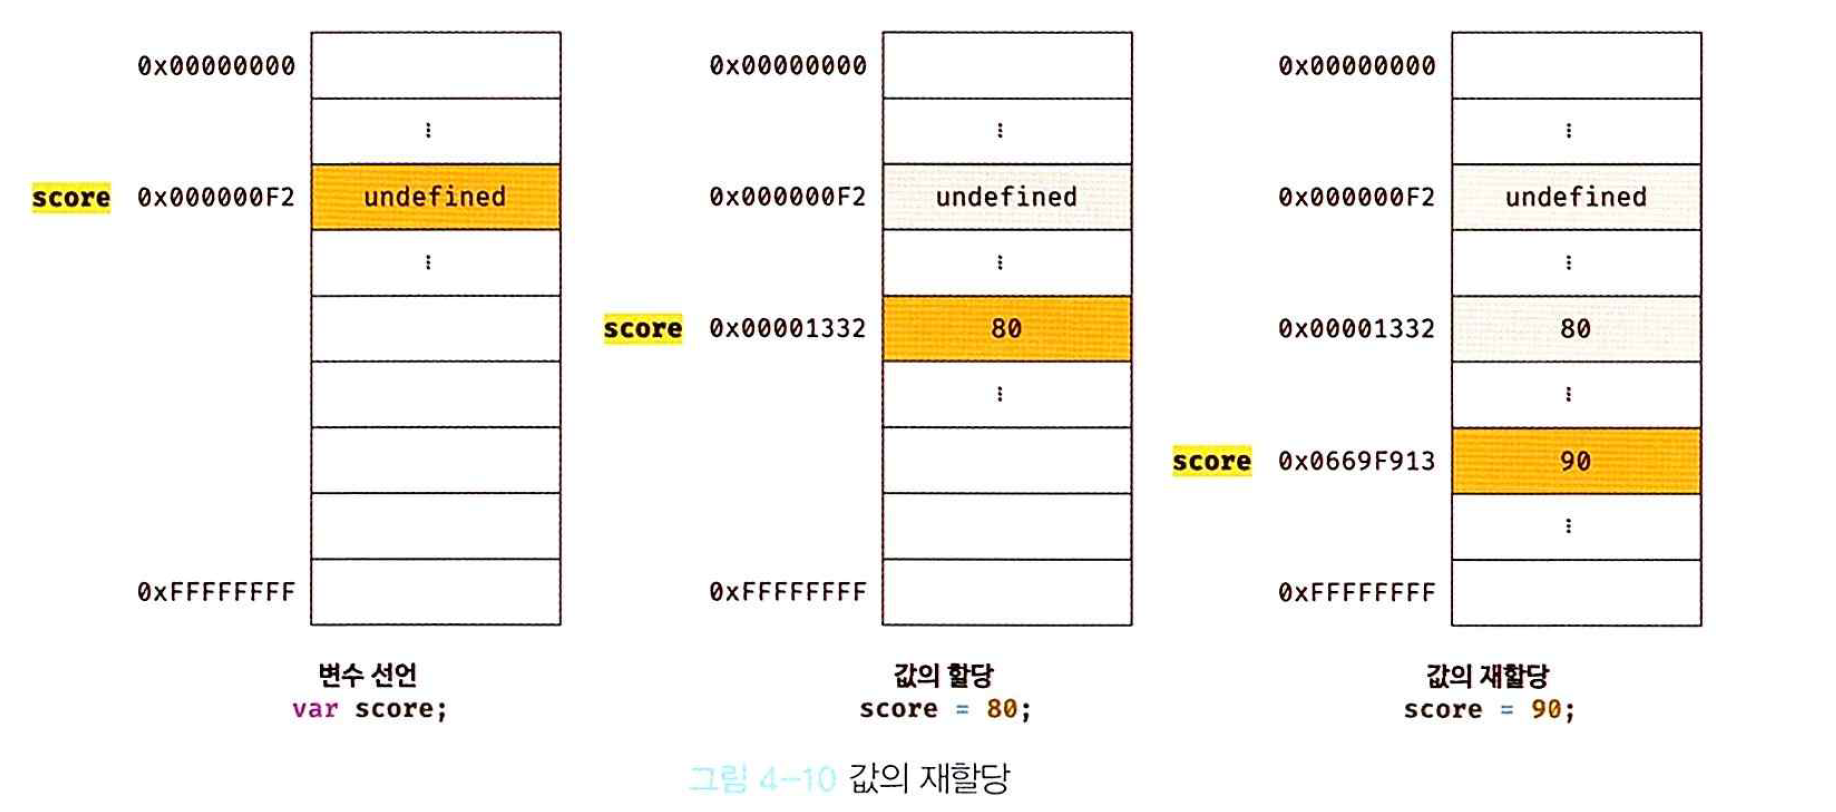 0x00000000
⋮
score 0x000000F2 undefined
⋮
0xFFFFFFFF
변수 선언
var score;
0x00000000
⋮
0x000000F2 undefined
⋮
score 0x00001332 80
⋮
0xFFFFFFFF
값의 할당
score = 80;
0x00000000
⋮
0x000000F2 undefined
⋮
0x00001332 80
⋮
score 0x0669F913 90
⋮
0xFFFFFFFF
값의 재할당
score = 90;
그림 4-10 값의 재할당